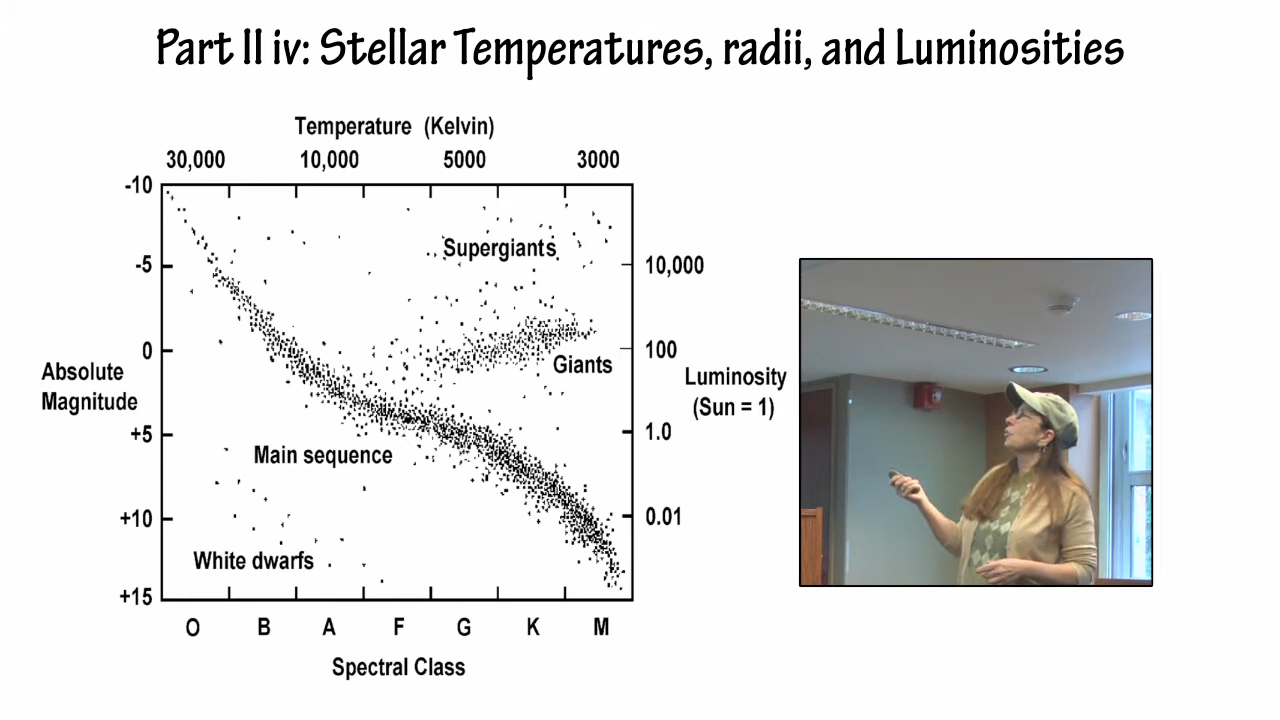 Part II iv: Stellar Temperatures, radii, and Luminosities
Temperature (Kelvin)
30,000 10,000 5000 3000
-10
-5
0
+5
+10
+15
Absolute
Magnitude
Supergiants
Giants
Main sequence
White dwarfs
10,000
100
1.0
0.01
Luminosity
(Sun = 1)
O B A F G K M
Spectral Class